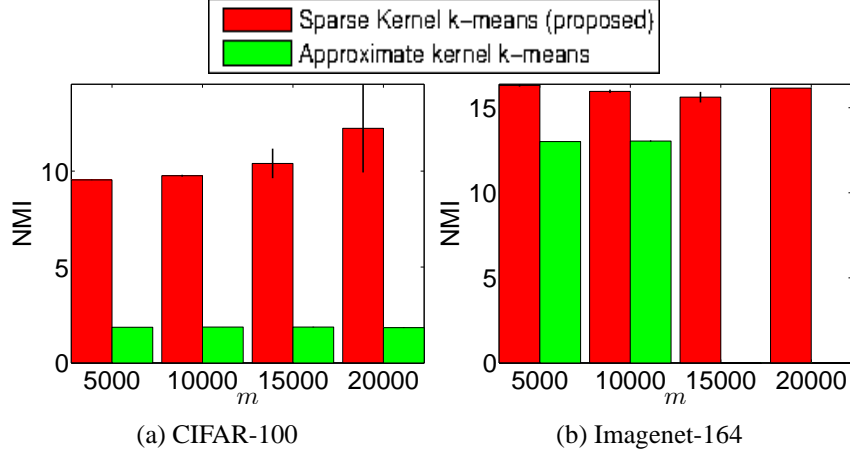 Sparse Kernel k-means (proposed)
Approximate kernel k-means
NMI
10
5
0
5000 10000 15000 20000
m
(a) CIFAR-100
NMI
15
10
5
0
5000 10000 15000 20000
m
(b) Imagenet-164